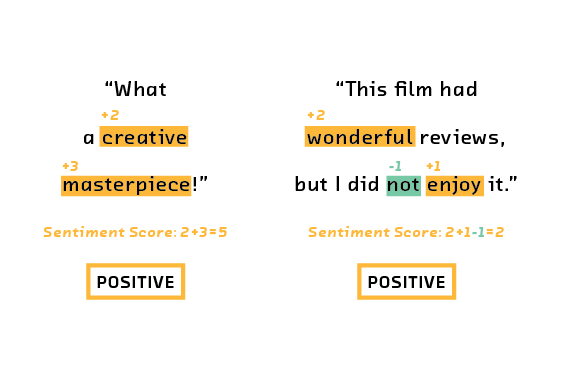 “What
+2
a creative
+3
masterpiece!”
Sentiment Score: 2+3=5
POSITIVE
“This film had
+2
wonderful reviews,
-1 +1
but I did not enjoy it.”
Sentiment Score: 2+1-1=2
POSITIVE